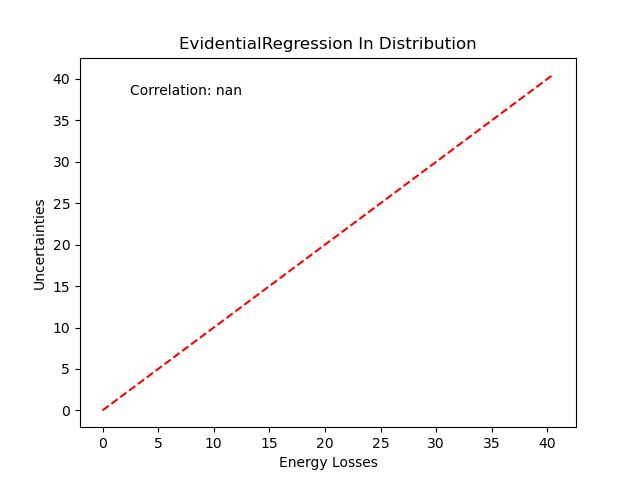 EvidentialRegression In Distribution
Correlation: nan
Uncertainties
40
35
30
25
20
15
10
5
0
0 5 10 15 20 25 30 35 40
Energy Losses